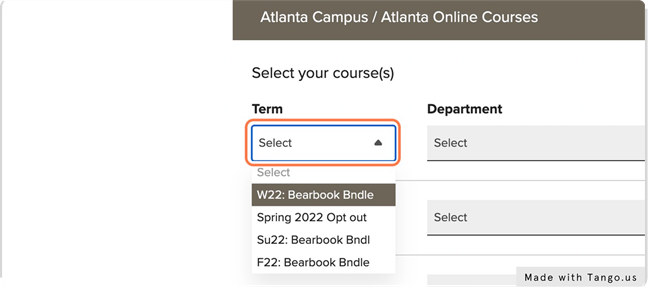 Atlanta Campus / Atlanta Online Courses
Select your course(s)
Term Department
Select Select
Select
W22: Bearbook Bndle
Spring 2022 Opt out Select
Su22: Bearbook Bndl
F22: Bearbook Bndle
Made with Tango.us